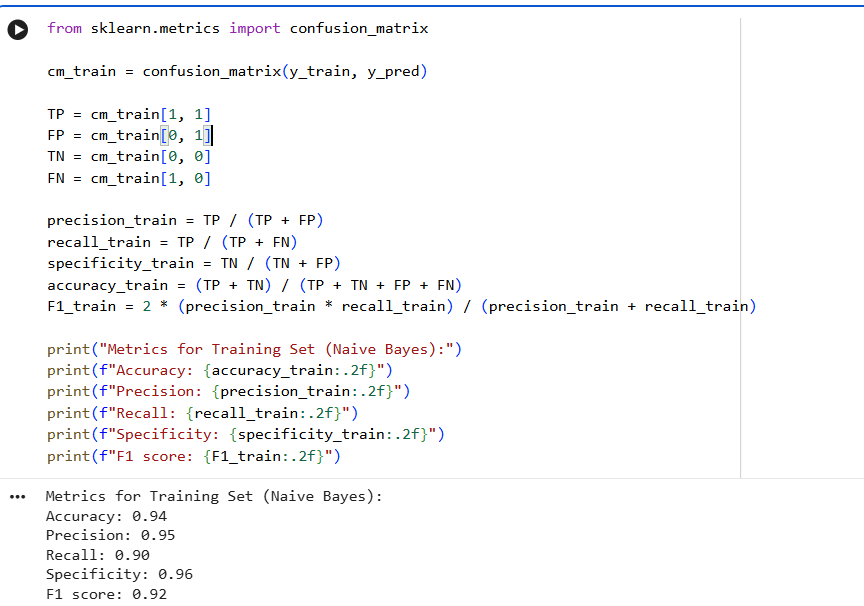 from sklearn.metrics import confusion_matrix
cm_train = confusion_matrix(y_train, y_pred)
TP = cm_train[1, 1]
FP = cm_train[0, 1]
TN = cm_train[0, 0]
FN = cm_train[1, 0]
precision_train = TP / (TP + FP)
recall_train = TP / (TP + FN)
specificity_train = TN / (TN + FP)
accuracy_train = (TP + TN) / (TP + TN + FP + FN)
F1_train = 2 * (precision_train * recall_train) / (precision_train + recall_train)
print("Metrics for Training Set (Naive Bayes):")
print(f"Accuracy: {accuracy_train:.2f}")
print(f"Precision: {precision_train:.2f}")
print(f"Recall: {recall_train:.2f}")
print(f"Specificity: {specificity_train:.2f}")
print(f"F1 score: {F1_train:.2f}")
Metrics for Training Set (Naive Bayes):
Accuracy: 0.94
Precision: 0.95
Recall: 0.90
Specificity: 0.96
F1 score: 0.92